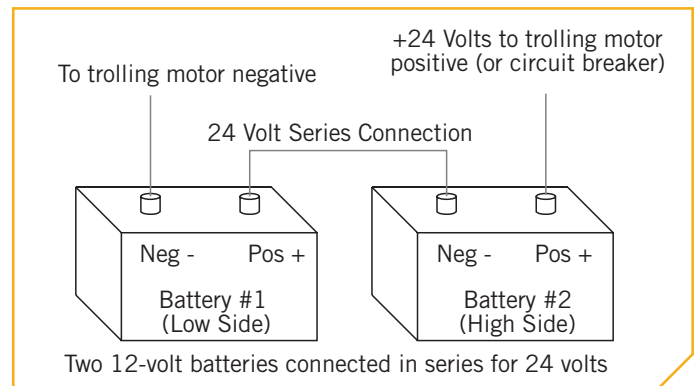 +24 Volts to trolling motor
positive (or circuit breaker)
To trolling motor negative
24 Volt Series Connection
Neg - Pos +
Battery #1
(Low Side)
Neg - Pos +
Battery #2
(High Side)
Two 12-volt batteries connected in series for 24 volts